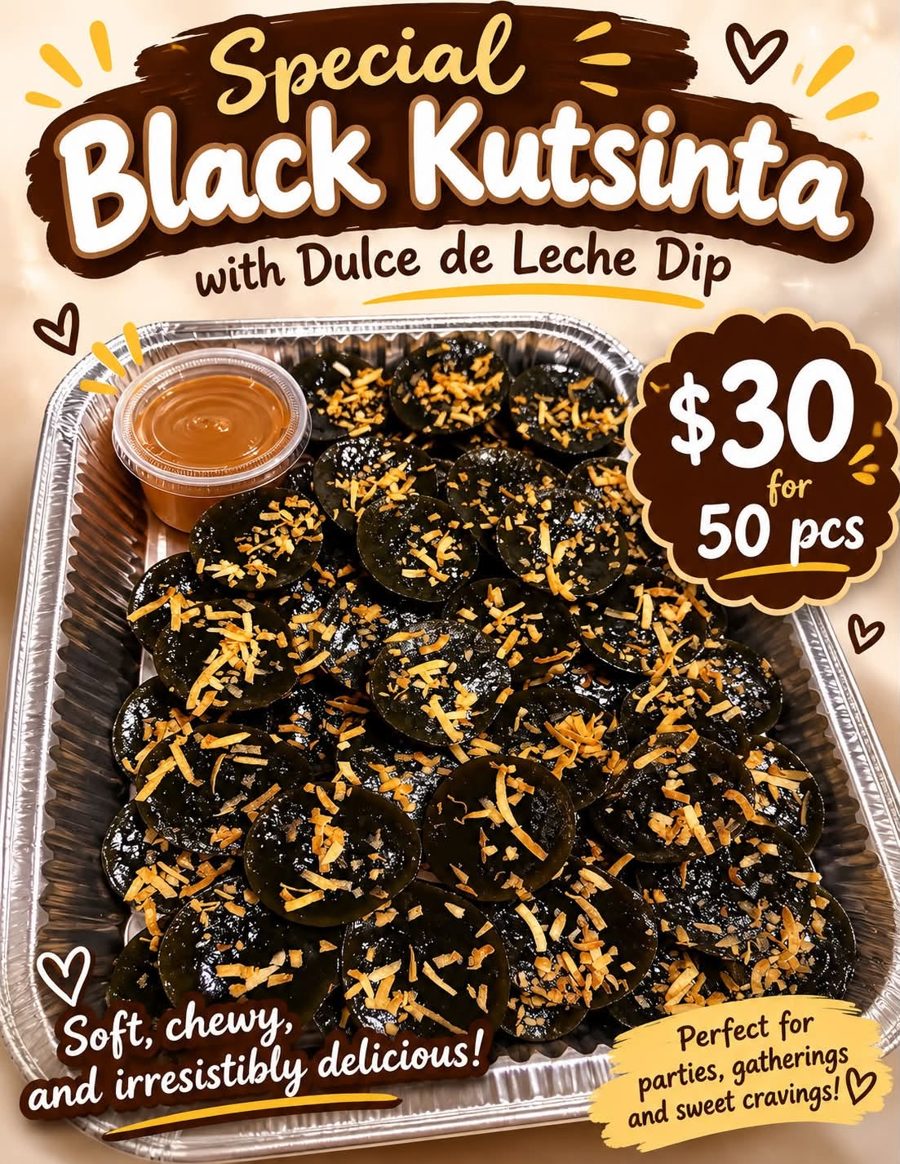 Special
Black Kutsinta
with Dulce de Leche Dip
$30
for
50 pcs
Soft, chewy,
and irresistibly delicious!
Perfect for
parties, gatherings
and sweet cravings!